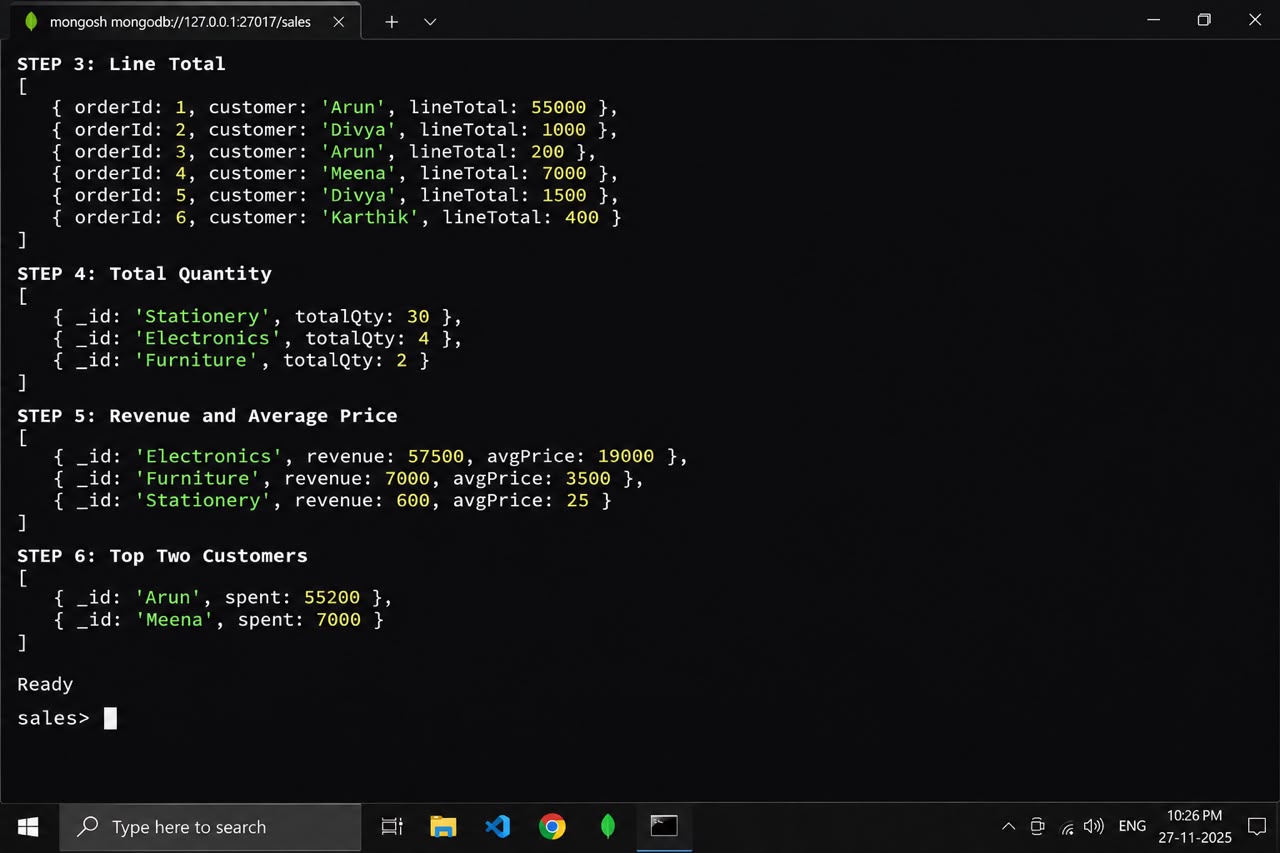 mongosh mongodb://127.0.0.1:27017/sales
STEP 3: Line Total
[
{ orderId: 1, customer: 'Arun', lineTotal: 55000 },
{ orderId: 2, customer: 'Divya', lineTotal: 1000 },
{ orderId: 3, customer: 'Arun', lineTotal: 200 },
{ orderId: 4, customer: 'Meena', lineTotal: 7000 },
{ orderId: 5, customer: 'Divya', lineTotal: 1500 },
{ orderId: 6, customer: 'Karthik', lineTotal: 400 }
]
STEP 4: Total Quantity
[
{ _id: 'Stationery', totalQty: 30 },
{ _id: 'Electronics', totalQty: 4 },
{ _id: 'Furniture', totalQty: 2 }
]
STEP 5: Revenue and Average Price
[
{ _id: 'Electronics', revenue: 57500, avgPrice: 19000 },
{ _id: 'Furniture', revenue: 7000, avgPrice: 3500 },
{ _id: 'Stationery', revenue: 600, avgPrice: 25 }
]
STEP 6: Top Two Customers
[
{ _id: 'Arun', spent: 55200 },
{ _id: 'Meena', spent: 7000 }
]
Ready
sales>
Type here to search
ENG
10:26 PM
27-11-2025